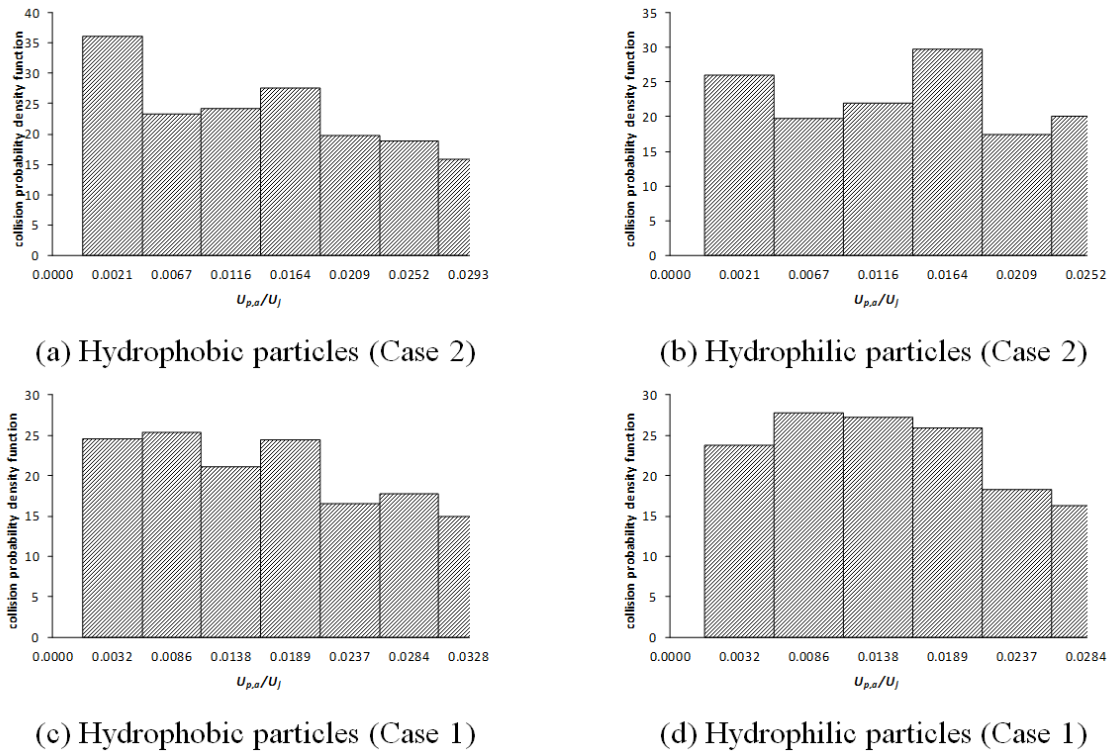 collision probability density function
40
35
30
25
20
15
10
5
0
0.0000 0.0021 0.0067 0.0116 0.0164 0.0209 0.0252 0.0293
Up,a/Uj
(a) Hydrophobic particles (Case 2)
collision probability density function
35
30
25
20
15
10
5
0
0.0000 0.0021 0.0067 0.0116 0.0164 0.0209 0.0252
Up,a/Uj
(b) Hydrophilic particles (Case 2)
collision probability density function
30
25
20
15
10
5
0
0.0000 0.0032 0.0086 0.0138 0.0189 0.0237 0.0284 0.0328
Up,a/Uj
(c) Hydrophobic particles (Case 1)
collision probability density function
30
25
20
15
10
5
0
0.0000 0.0032 0.0086 0.0138 0.0189 0.0237 0.0284
Up,a/Uj
(d) Hydrophilic particles (Case 1)